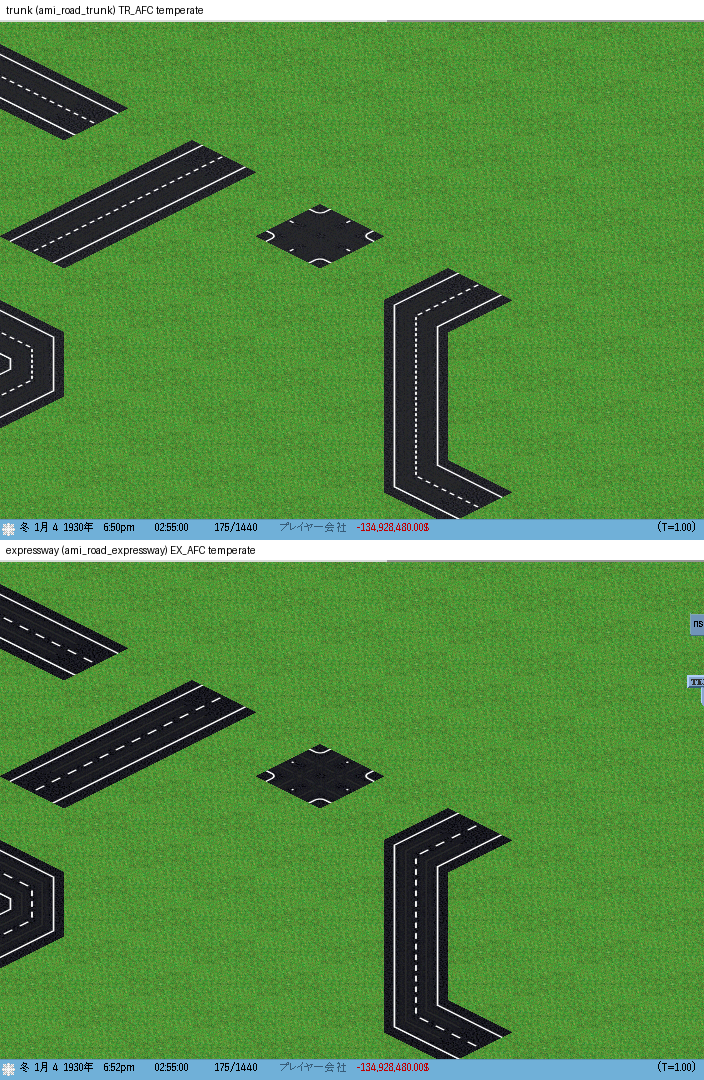 trunk (ami_road_trunk) TR_AFC temperate
冬 1月 4 1930年 6:50pm 02:55:00 175/1440 プレイヤー会社 -134,928,480.00$ (T=1.00)
expressway (ami_road_expressway) EX_AFC temperate
ns
冬 1月 4 1930年 6:52pm 02:55:00 175/1440 プレイヤー会社 -134,928,480.00$ (T=1.00)